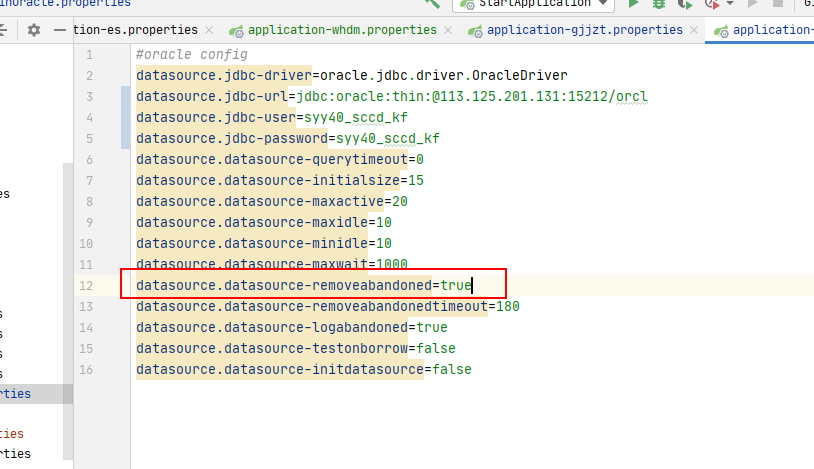 inOracle.properties
StartApplication
tion-es.properties
application-whdm.properties
application-gjjzt.properties
application-
1 #oracle config
2 datasource.jdbc-driver=oracle.jdbc.driver.OracleDriver
3 datasource.jdbc-url=jdbc:oracle:thin:@113.125.201.131:15212/orcl
4 datasource.jdbc-user=syy40_sccd_kf
5 datasource.jdbc-password=syy40_sccd_kf
6 datasource.datasource-querytimeout=0
7 datasource.datasource-initialsize=15
8 datasource.datasource-maxactive=20
9 datasource.datasource-maxidle=10
10 datasource.datasource-minidle=10
11 datasource.datasource-maxwait=1000
12 datasource.datasource-removeabandoned=true
13 datasource.datasource-removeabandonedtimeout=180
14 datasource.datasource-logabandoned=true
15 datasource.datasource-testonborrow=false
16 datasource.datasource-initdatasource=false
es
s
s
s
s
rties
ties
rties